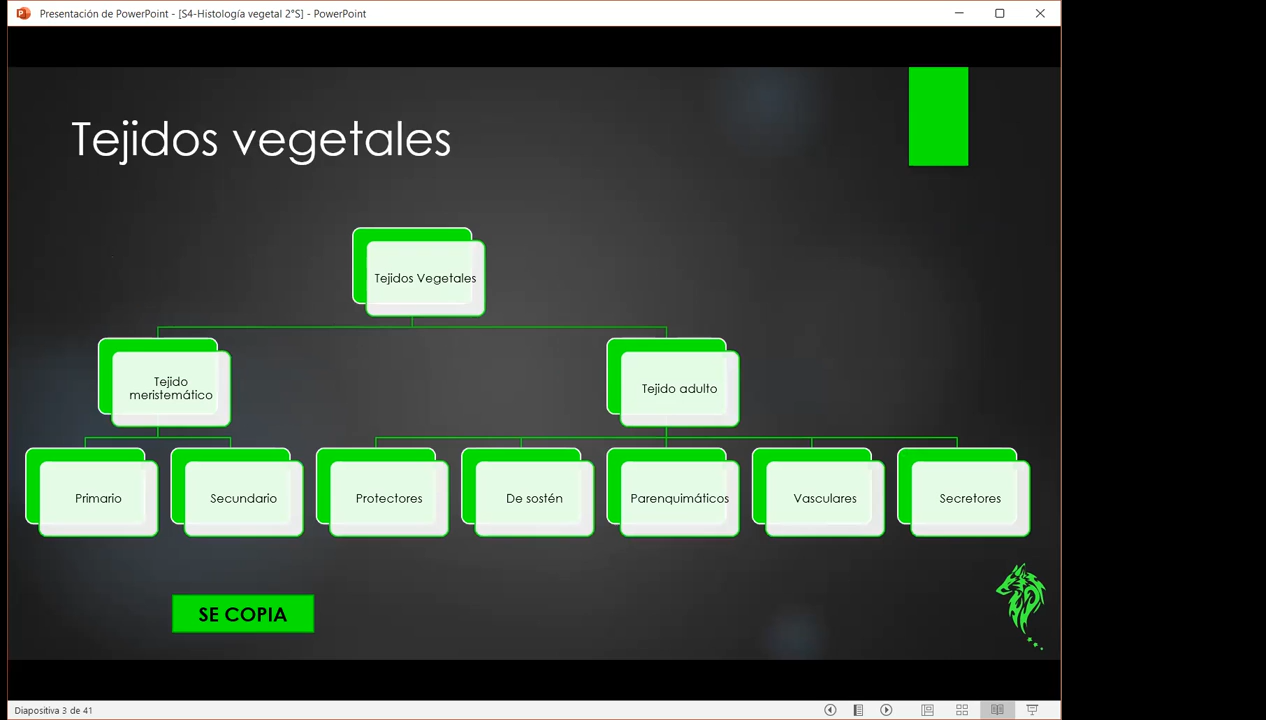 Presentación de PowerPoint - [S4-Histología vegetal 2°S] - PowerPoint
Tejidos vegetales
Tejidos Vegetales
Tejido
meristemático
Tejido adulto
Primario
Secundario
Protectores
De sostén
Parenquimáticos
Vasculares
Secretores
SE COPIA
Diapositiva 3 de 41